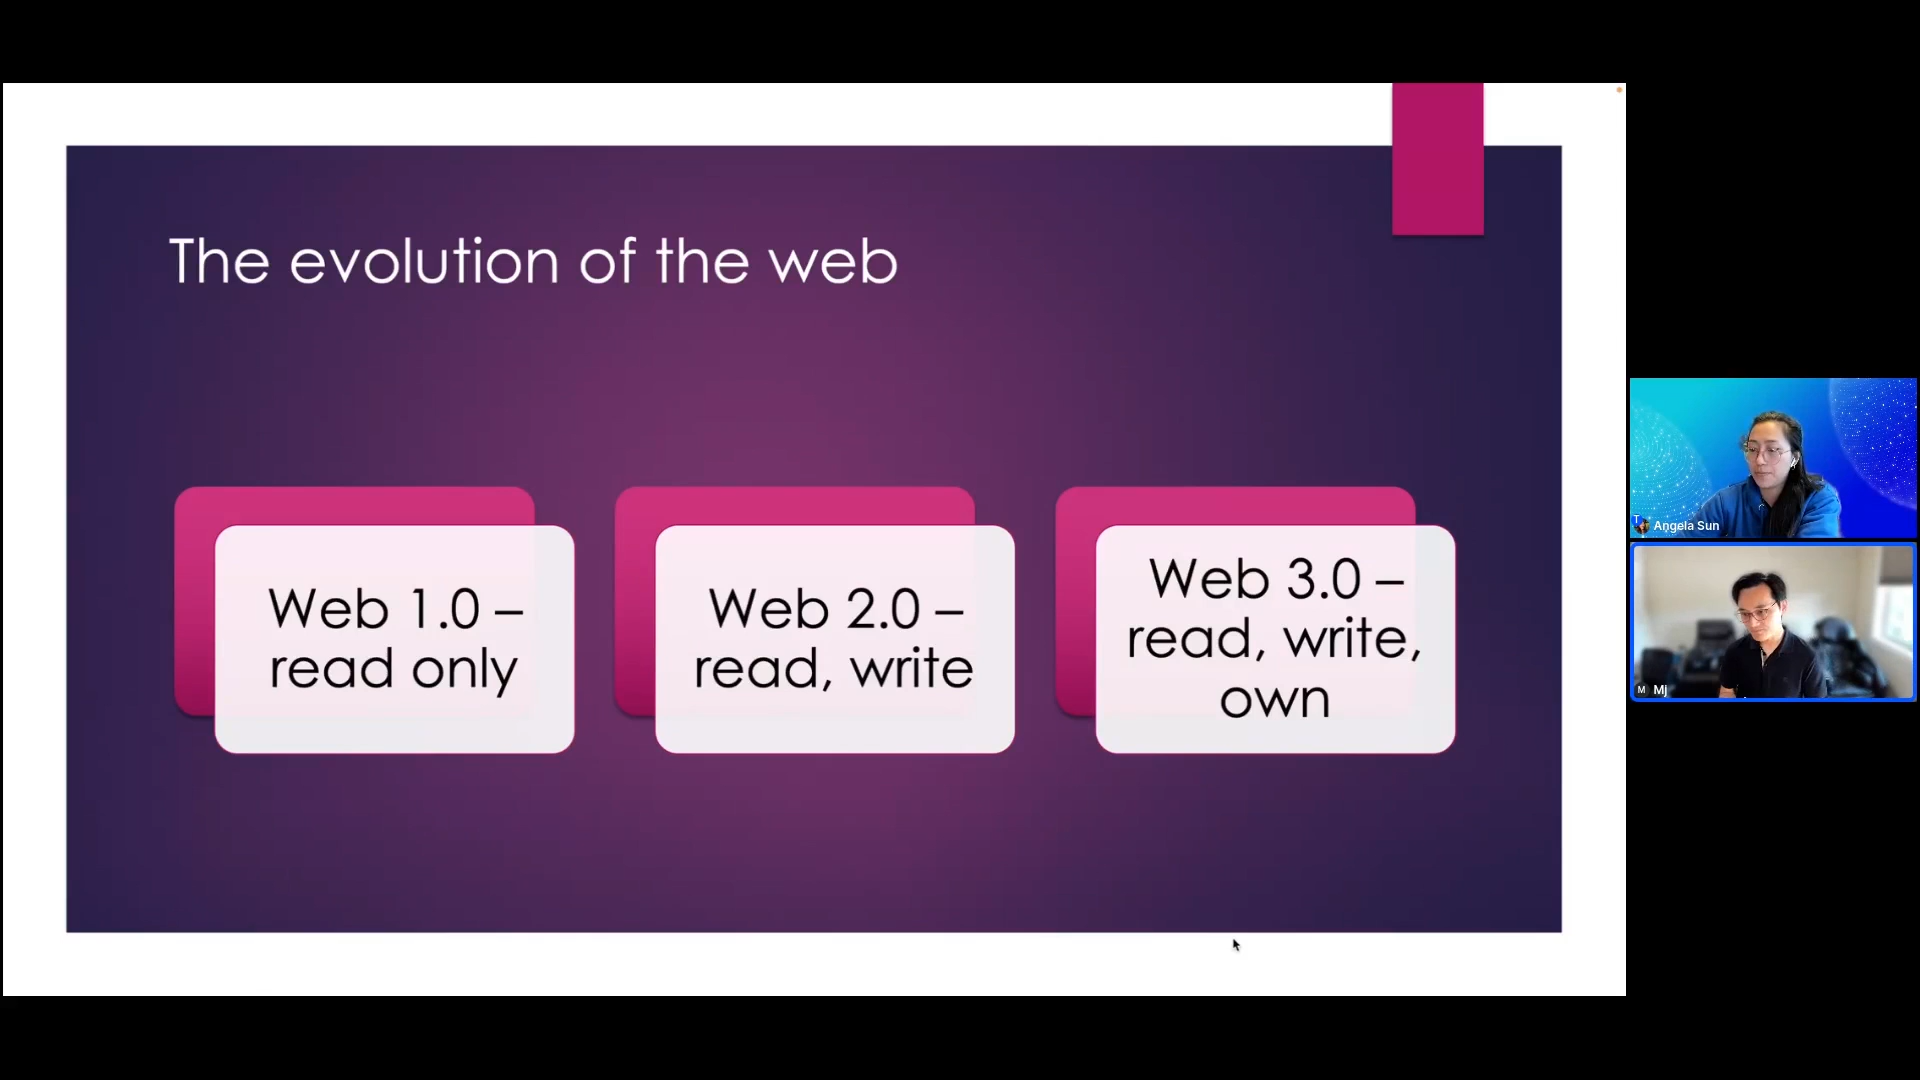 The evolution of the web
Web 1.0 –
read only
Web 2.0 –
read, write
Web 3.0 –
read, write,
own
T
Angela Sun
M Mj